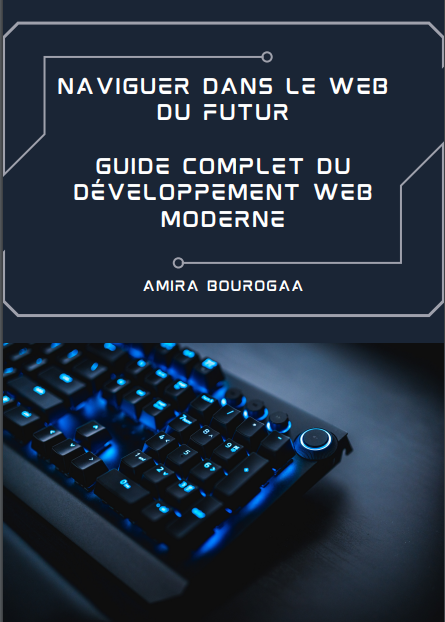 NAVIGUER DANS LE WEB
DU FUTUR
GUIDE COMPLET DU
DÉVELOPPEMENT WEB
MODERNE
AMIRA BOUROGAA